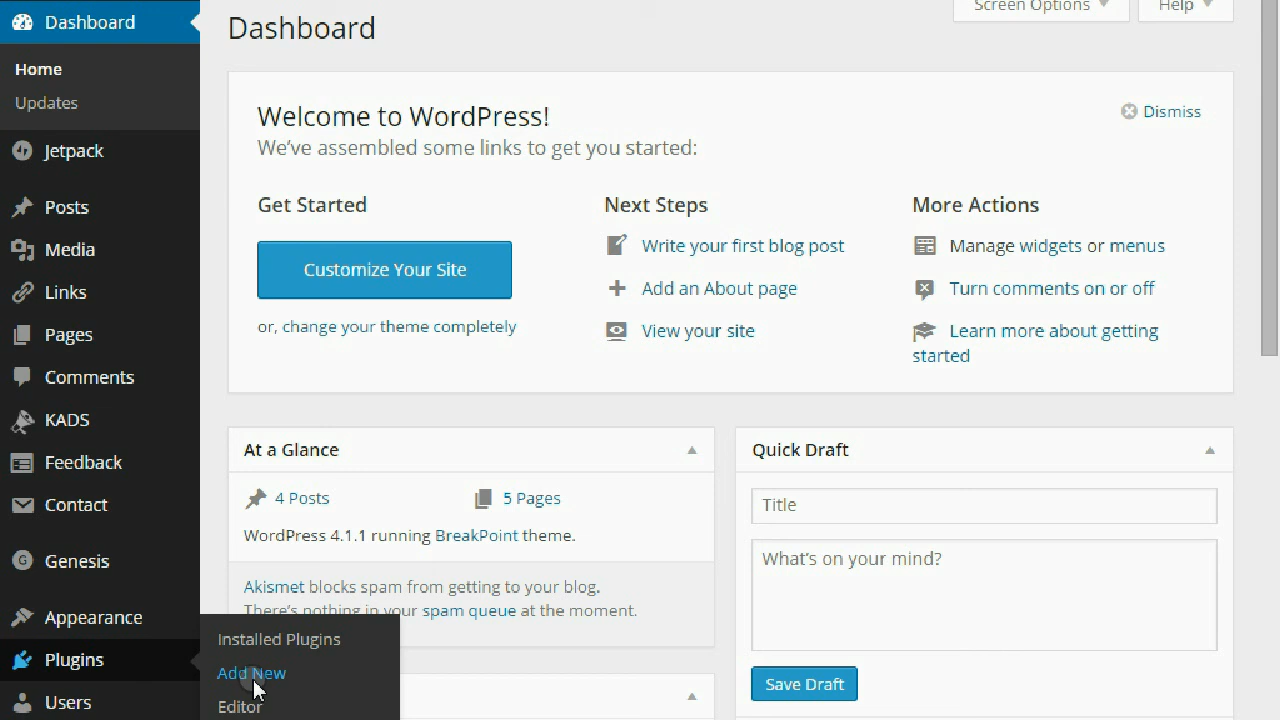 Dashboard
Home
Updates
Jetpack
Posts
Media
Links
Pages
Comments
KADS
Feedback
Contact
Genesis
Appearance
Plugins
Users
Installed Plugins
Add New
Editor
Screen Options
Help
Dashboard
Welcome to WordPress!
Dismiss
We've assembled some links to get you started:
Get Started
Customize Your Site
or, change your theme completely
Next Steps
Write your first blog post
Add an About page
View your site
More Actions
Manage widgets or menus
Turn comments on or off
Learn more about getting
started
At a Glance
4 Posts
5 Pages
WordPress 4.1.1 running BreakPoint theme.
Akismet blocks spam from getting to your blog.
There's nothing in your spam queue at the moment.
Quick Draft
Title
What's on your mind?
Save Draft